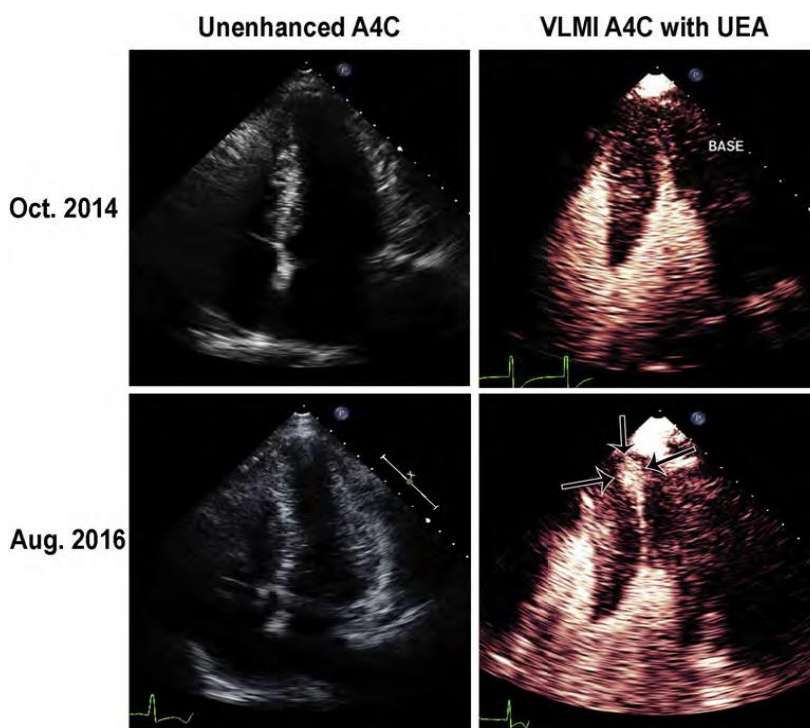 Unenhanced A4C
VLMI A4C with UEA
Oct. 2014
BASE
Aug. 2016